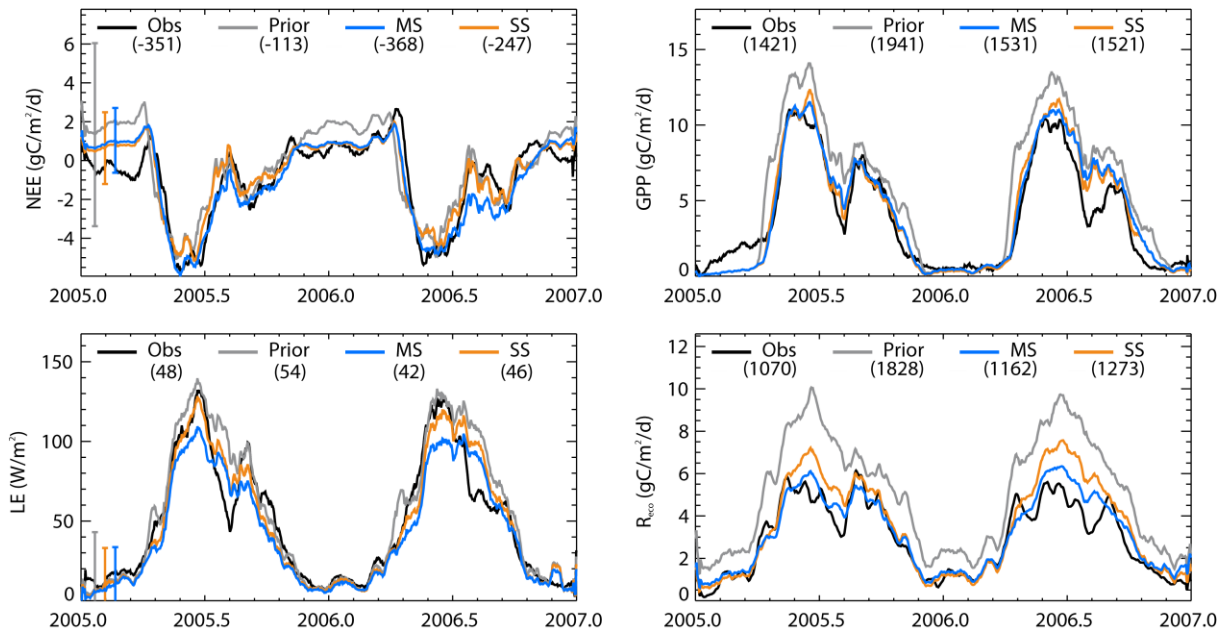 Obs Prior MS SS
(-351) (-113) (-368) (-247)
NEE (gC/m²/d)
6
4
2
0
-2
-4
2005.0 2005.5 2006.0 2006.5 2007.0
Obs Prior MS SS
(1421) (1941) (1531) (1521)
GPP (gC/m²/d)
15
10
5
0
2005.0 2005.5 2006.0 2006.5 2007.0
Obs Prior MS SS
(48) (54) (42) (46)
LE (W/m²)
150
100
50
0
2005.0 2005.5 2006.0 2006.5 2007.0
Obs Prior MS SS
(1070) (1828) (1162) (1273)
Reco (gC/m²/d)
12
10
8
6
4
2
0
2005.0 2005.5 2006.0 2006.5 2007.0